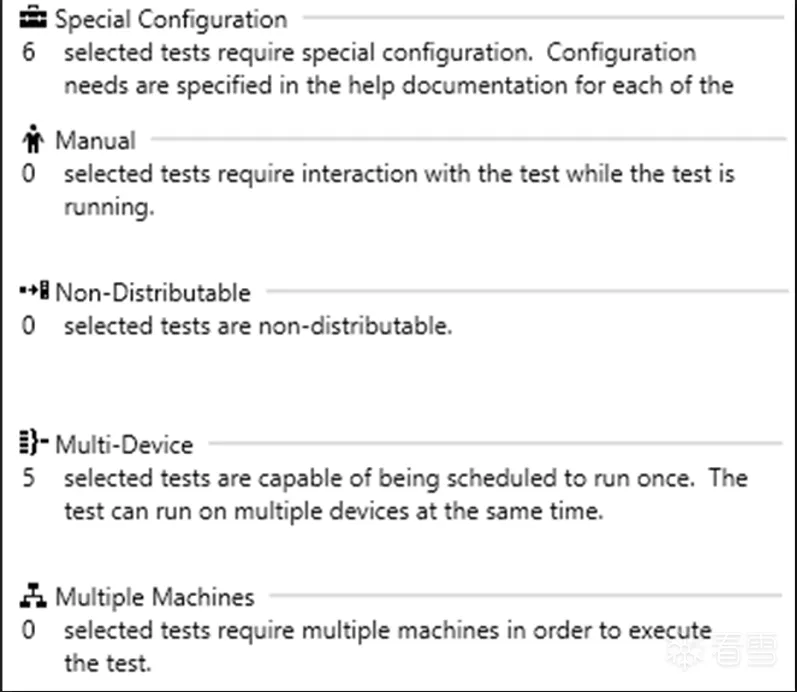 Special Configuration
6 selected tests require special configuration. Configuration
needs are specified in the help documentation for each of the
Manual
0 selected tests require interaction with the test while the test is
running.
Non-Distributable
0 selected tests are non-distributable.
Multi-Device
5 selected tests are capable of being scheduled to run once. The
test can run on multiple devices at the same time.
Multiple Machines
0 selected tests require multiple machines in order to execute
the test.
看雪